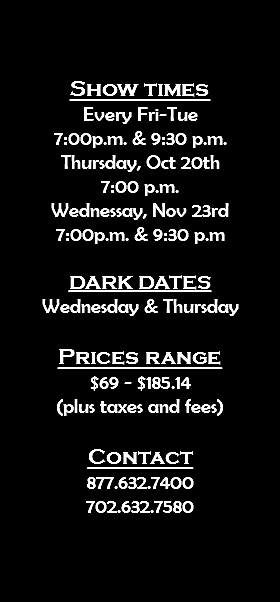 SHOW TIMES
Every Fri-Tue
7:00p.m. & 9:30 p.m.
Thursday, Oct 20th
7:00 p.m.
Wednessay, Nov 23rd
7:00p.m. & 9:30 p.m
DARK DATES
Wednesday & Thursday
PRICES RANGE
$69 - $185.14
(plus taxes and fees)
CONTACT
877.632.7400
702.632.7580